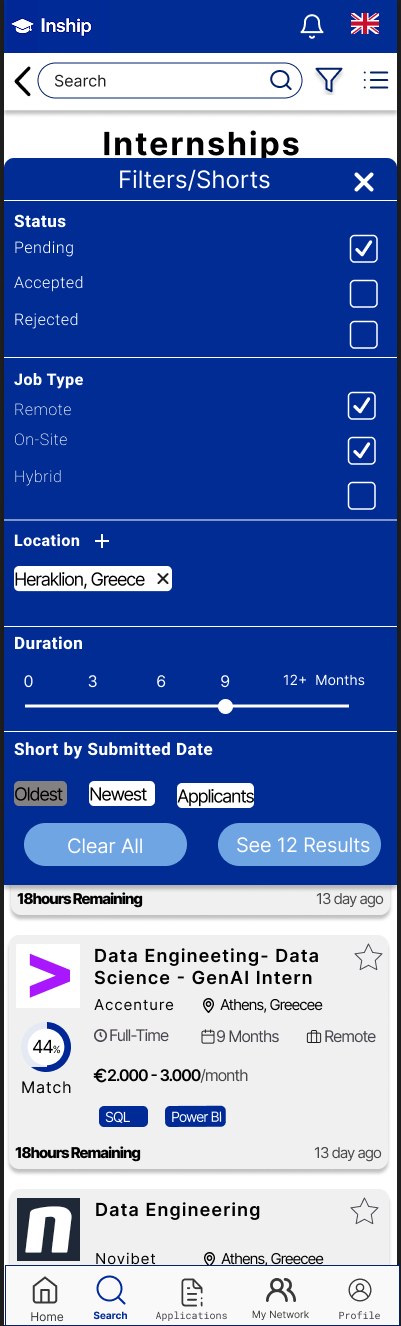 Inship
Search
Internships
Filters/Shorts
Status
Pending
Accepted
Rejected
Job Type
Remote
On-Site
Hybrid
Location +
Heraklion, Greece ×
Duration
0 3 6 9 12+ Months
Short by Submitted Date
Oldest Newest Applicants
Clear All See 12 Results
18hours Remaining 13 day ago
Data Engineeting- Data
Science - GenAI Intern
Accenture Athens, Greecee
Full-Time 9 Months Remote
44%
Match
€2.000 - 3.000/month
SQL Power BI
18hours Remaining 13 day ago
n Data Engineering
Novibet Athens, Greecee
Home Search Applications My Network Profile